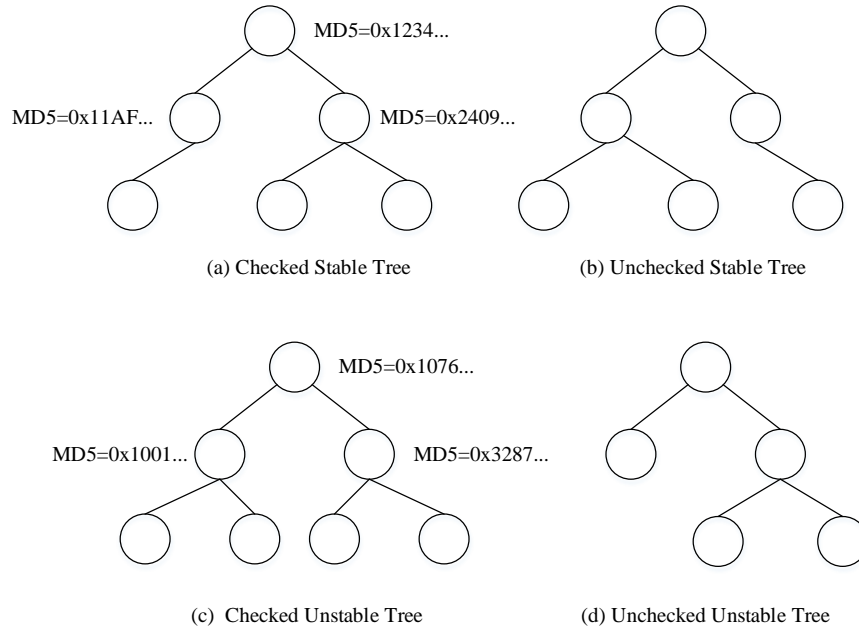 MD5=0x1234...
MD5=0x11AF...
MD5=0x2409...
(a) Checked Stable Tree
(b) Unchecked Stable Tree
MD5=0x1076...
MD5=0x1001...
MD5=0x3287...
(c) Checked Unstable Tree
(d) Unchecked Unstable Tree